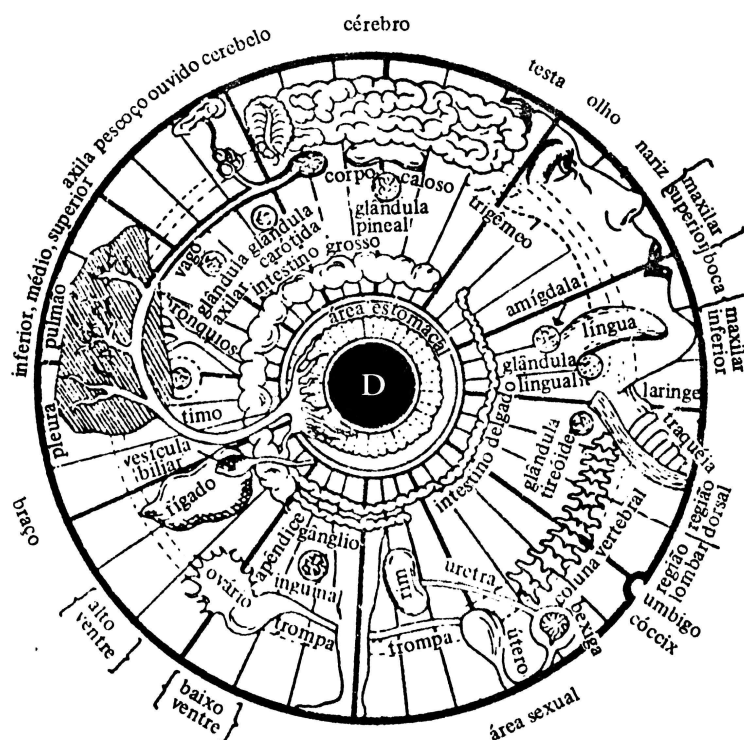 cérebro
cerebelo
ouvido
pescoço
axila
inferior, médio, superior
pulmão
pleura
braço
alto
ventre
baixo
ventre
área sexual
cóccix
umbigo
região
lombar
região
dorsal
traquéia
laringe
maxilar
inferior
boca
maxilar
superior
nariz
olho
testa
corpo caloso
glândula
pineal
trigêmeo
vago
glândula
axilar
glândula
carótida
intestino grosso
bronquios
área estomacal
D
amígdala
língua
glândula
lingual
timo
vesícula
biliar
fígado
intestino delgado
glândula
tireóide
coluna vertebral
apéndice
gânglio
inguinal
ovário
trompa
rim
uretra
trompa
útero
bexiga